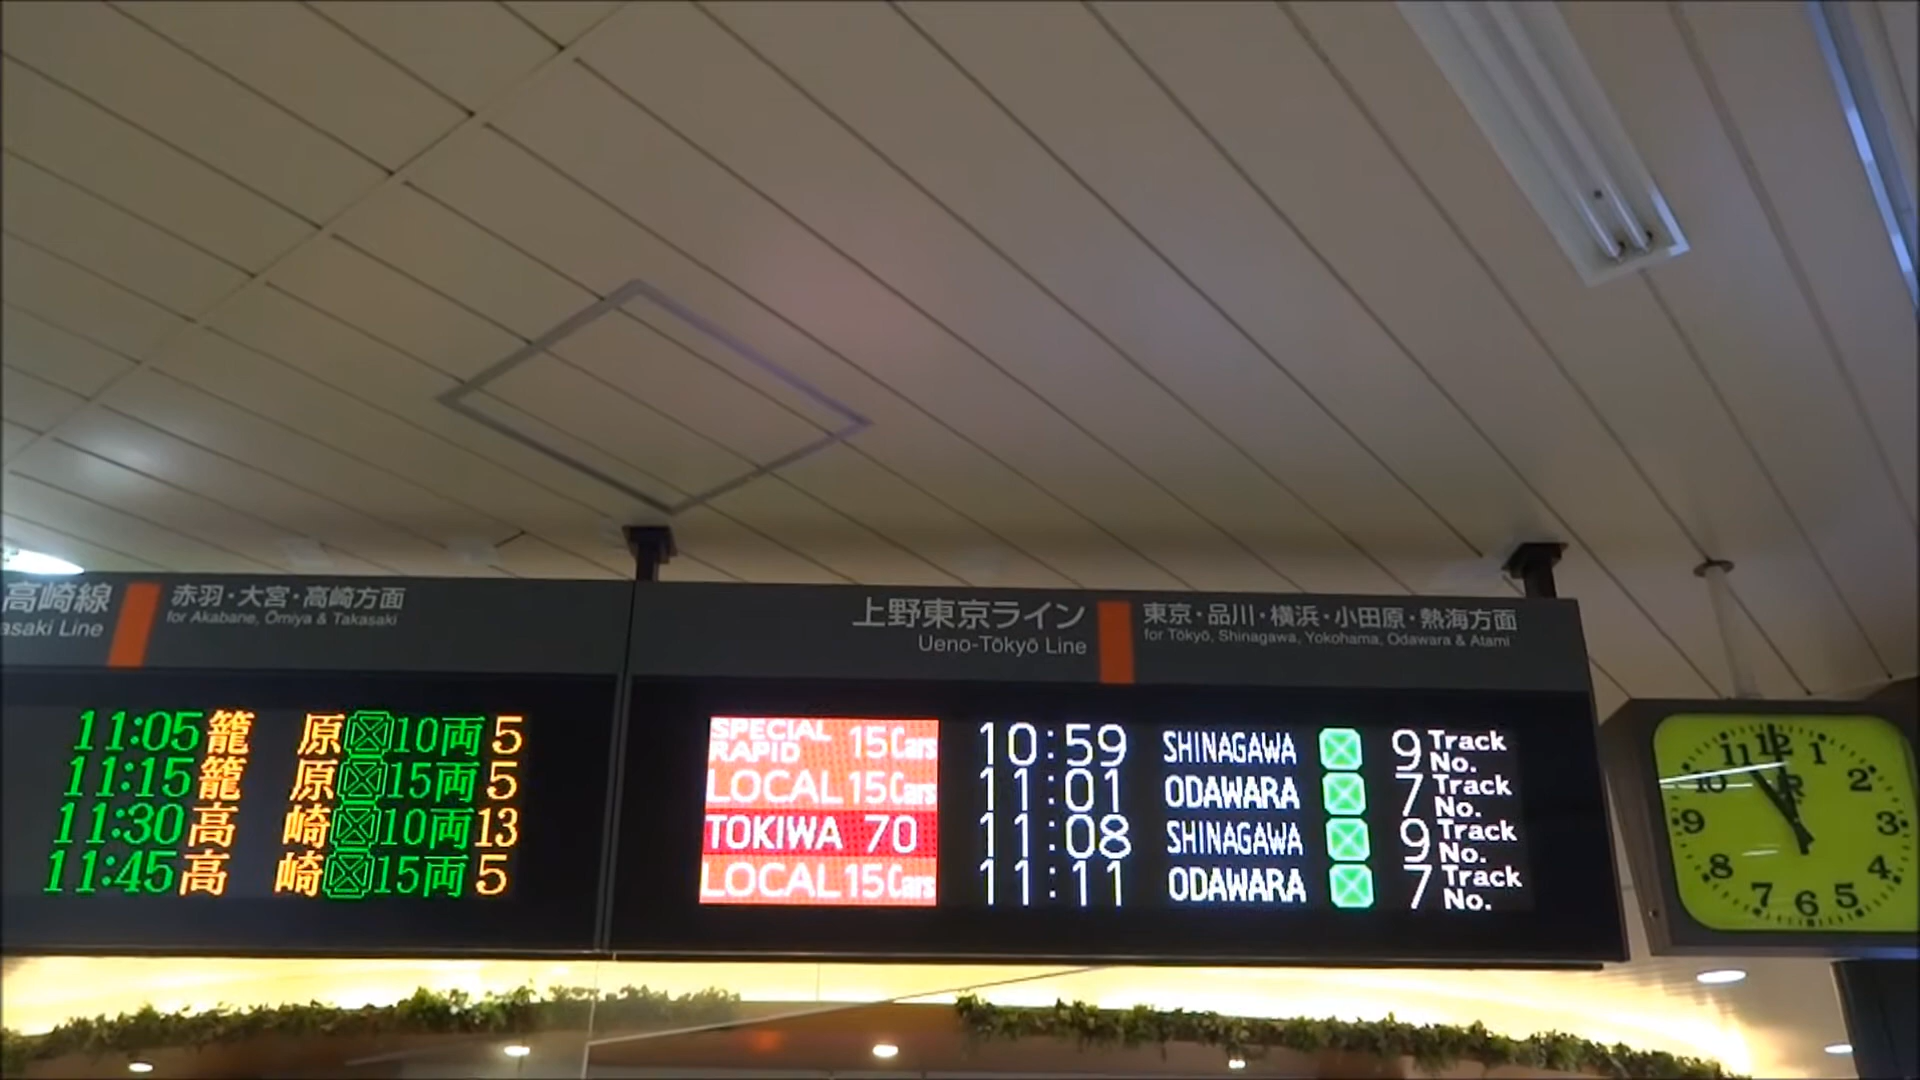 高崎線 赤羽・大宮・高崎方面
asaki Line for Akabane, Ōmiya & Takasaki
11:05 籠原 10両 5
11:15 籠原 15両 5
11:30 高崎 10両 13
11:45 高崎 15両 5
上野東京ライン 東京・品川・横浜・小田原・熱海方面
Ueno-Tōkyō Line for Tōkyō, Shinagawa, Yokohama, Odawara & Atami
SPECIAL RAPID 15Cars 10:59 SHINAGAWA 9 Track No.
LOCAL 15Cars 11:01 ODAWARA 7 Track No.
TOKIWA 70 11:08 SHINAGAWA 9 Track No.
LOCAL 15Cars 11:11 ODAWARA 7 Track No.
11 12 1
10 JR 2
9 3
8 4
7 6 5